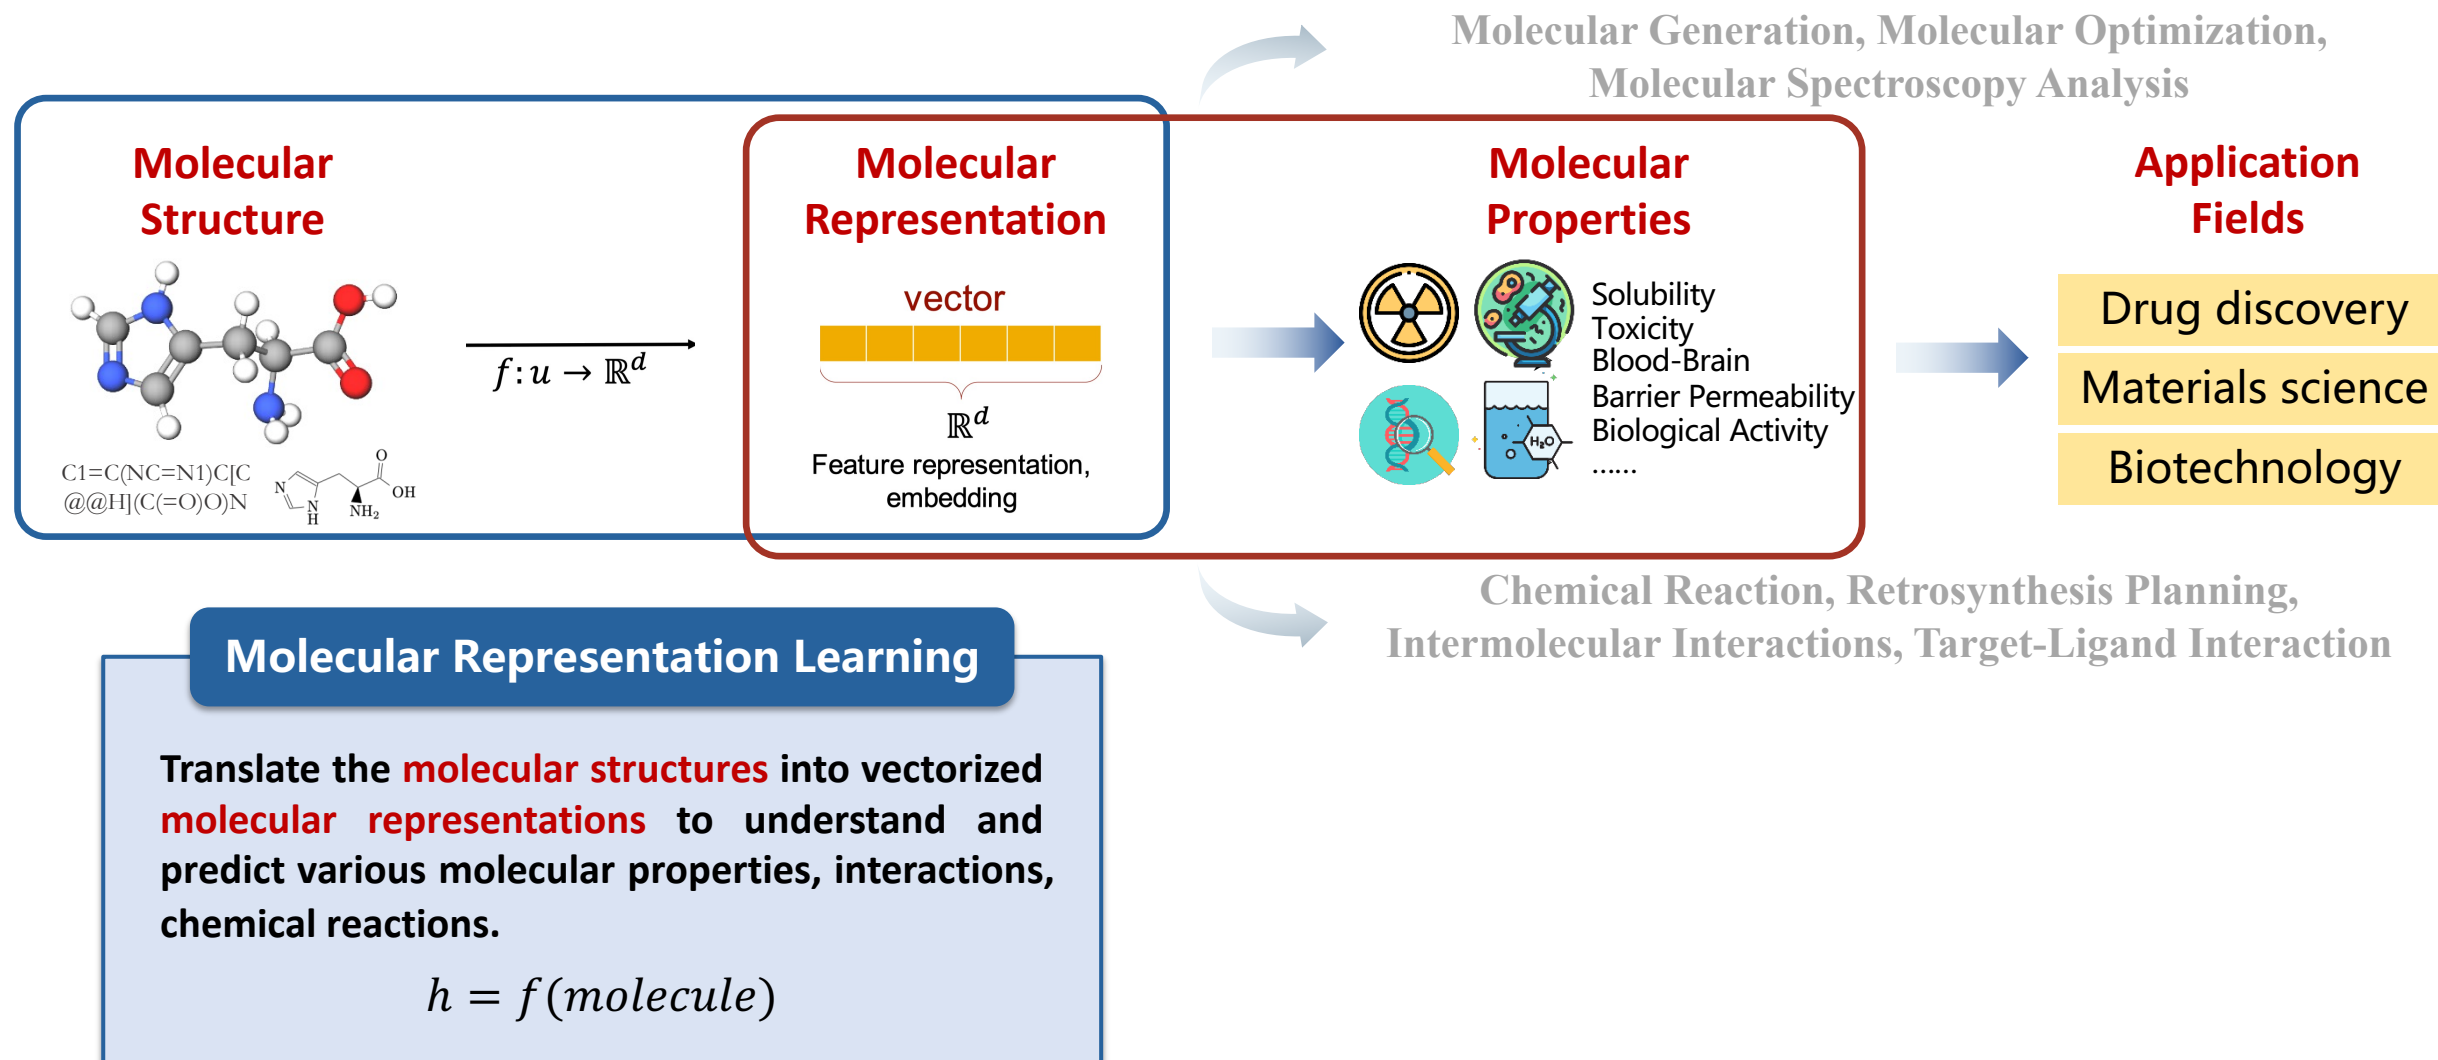 Molecular Generation, Molecular Optimization,
Molecular Spectroscopy Analysis
Molecular
Structure
C1=C(NC=N1)C[C
@@H](C(=O)O)N
O
OH
NH₂
N
N
H
f: u → ℝᵈ
Molecular
Representation
vector
ℝᵈ
Feature representation,
embedding
Molecular
Properties
H₂O
Solubility
Toxicity
Blood-Brain
Barrier Permeability
Biological Activity
......
Application
Fields
Drug discovery
Materials science
Biotechnology
Chemical Reaction, Retrosynthesis Planning,
Intermolecular Interactions, Target-Ligand Interaction
Molecular Representation Learning
Translate the molecular structures into vectorized
molecular representations to understand and
predict various molecular properties, interactions,
chemical reactions.
h = f(molecule)